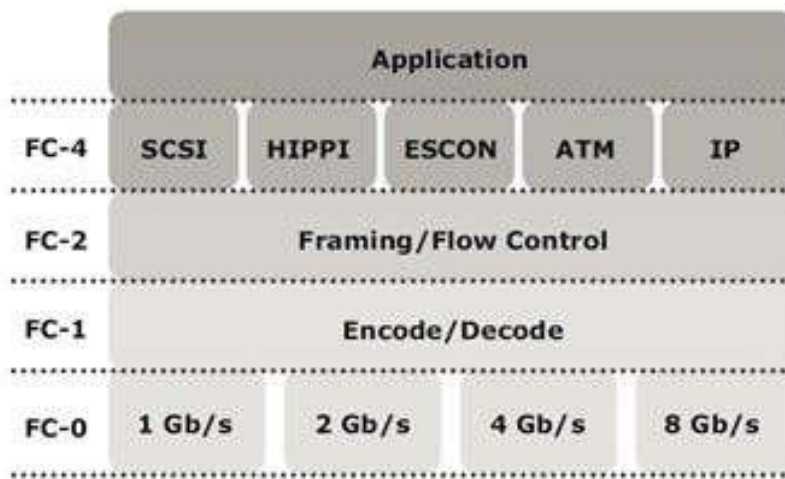 Application
FC-4 SCSI HIPPI ESCON ATM IP
FC-2 Framing/Flow Control
FC-1 Encode/Decode
FC-0 1 Gb/s 2 Gb/s 4 Gb/s 8 Gb/s